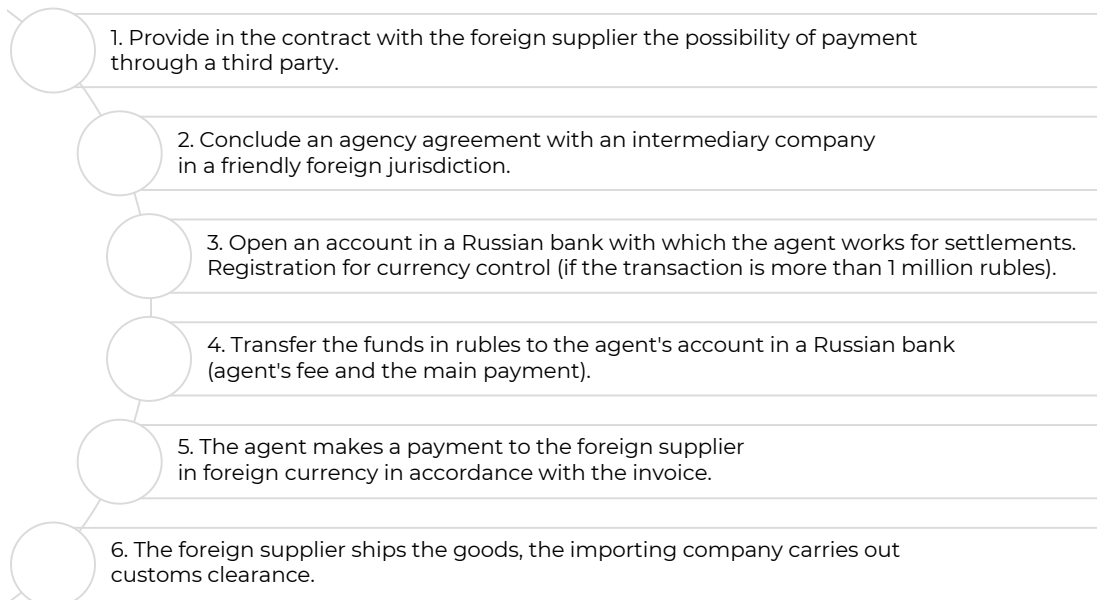 1. Provide in the contract with the foreign supplier the possibility of payment
through a third party.
2. Conclude an agency agreement with an intermediary company
in a friendly foreign jurisdiction.
3. Open an account in a Russian bank with which the agent works for settlements.
Registration for currency control (if the transaction is more than 1 million rubles).
4. Transfer the funds in rubles to the agent's account in a Russian bank
(agent's fee and the main payment).
5. The agent makes a payment to the foreign supplier
in foreign currency in accordance with the invoice.
6. The foreign supplier ships the goods, the importing company carries out
customs clearance.